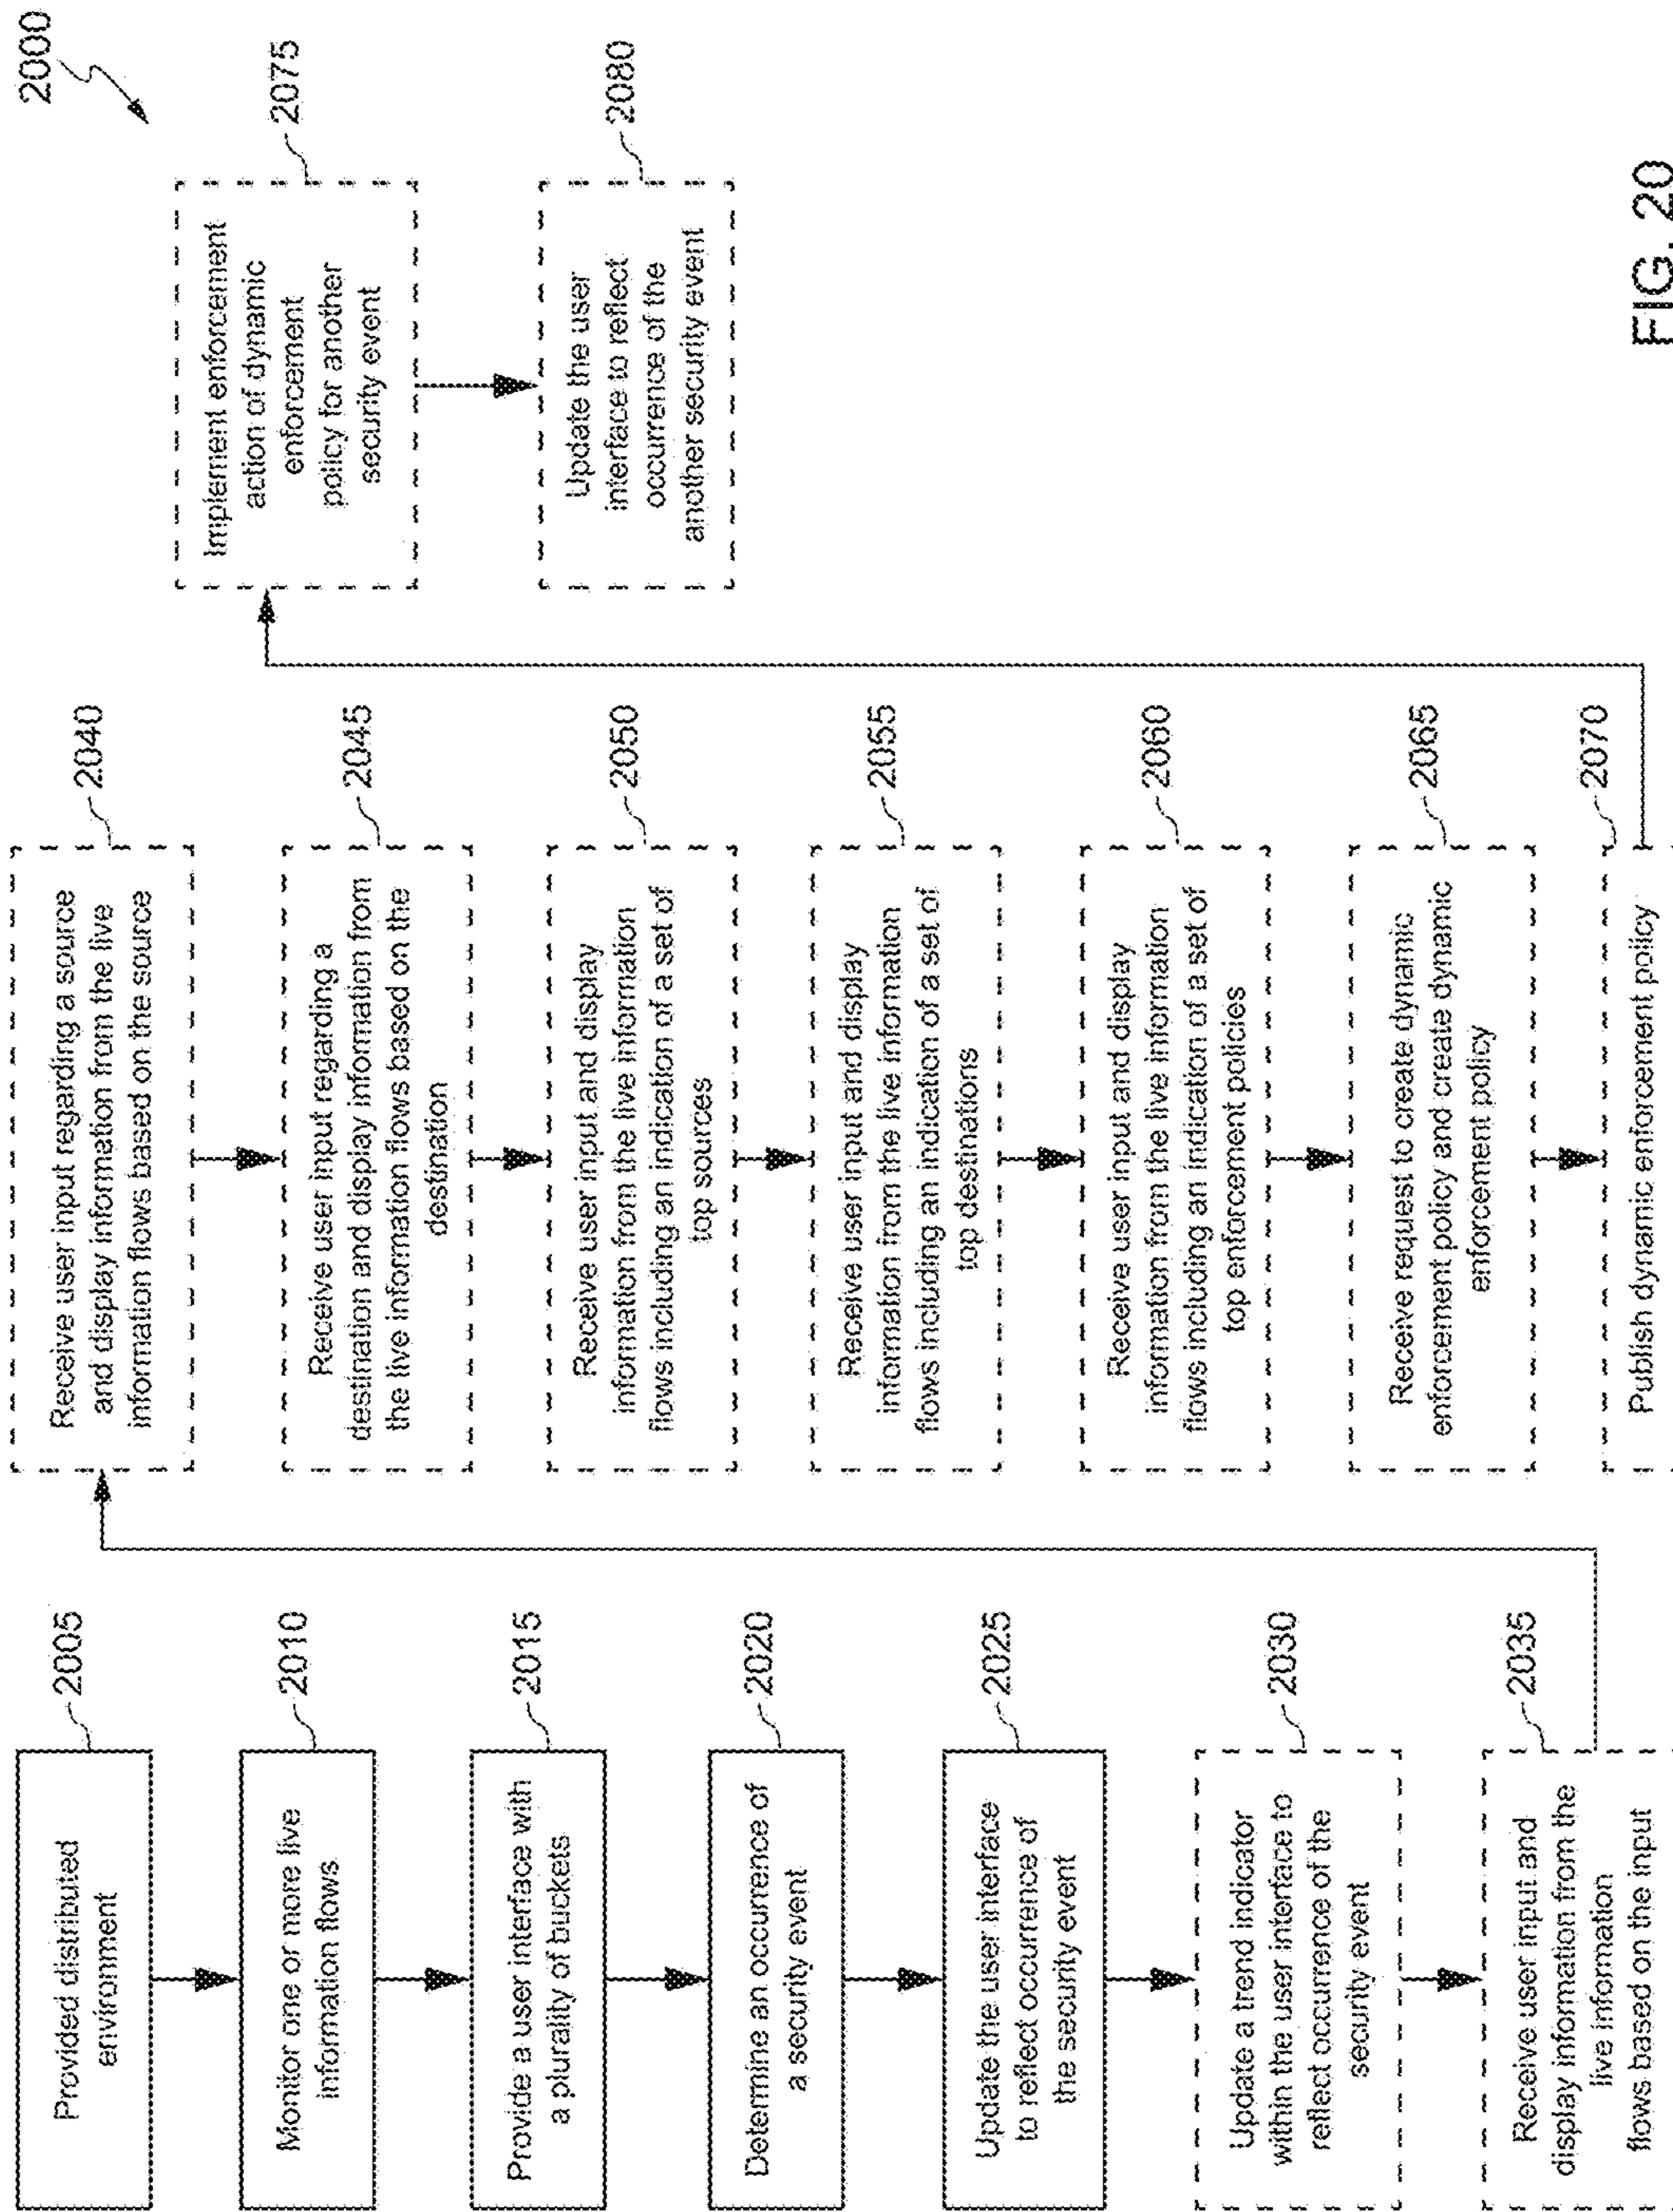 2000
Provided distributed
environment
2005
Monitor one or more live
information flows
2010
Provide a user interface with
a plurality of buckets
2015
Determine an occurrence of
a security event
2020
Update the user interface
to reflect occurrence of
the security event
2025
Update a trend indicator
within the user interface to
reflect occurrence of the
security event
2030
Receive user input and
display information from the
live information
flows based on the input
2035
Receive user input regarding a source
and display information from the live
information flows based on the source
2040
Receive user input regarding a
destination and display information from
the live information flows based on the
destination
2045
Receive user input and display
information from the live information
flows including an indication of a set of
top sources
2050
Receive user input and display
information from the live information
flows including an indication of a set of
top destinations
2055
Receive user input and display
information from the live information
flows including an indication of a set of
top enforcement policies
2060
Receive request to create dynamic
enforcement policy and create dynamic
enforcement policy
2065
Publish dynamic enforcement policy
2070
Implement enforcement
action of dynamic
enforcement
policy for another
security event
2075
Update the user
interface to reflect
occurrence of the
another security event
2080
FIG. 20